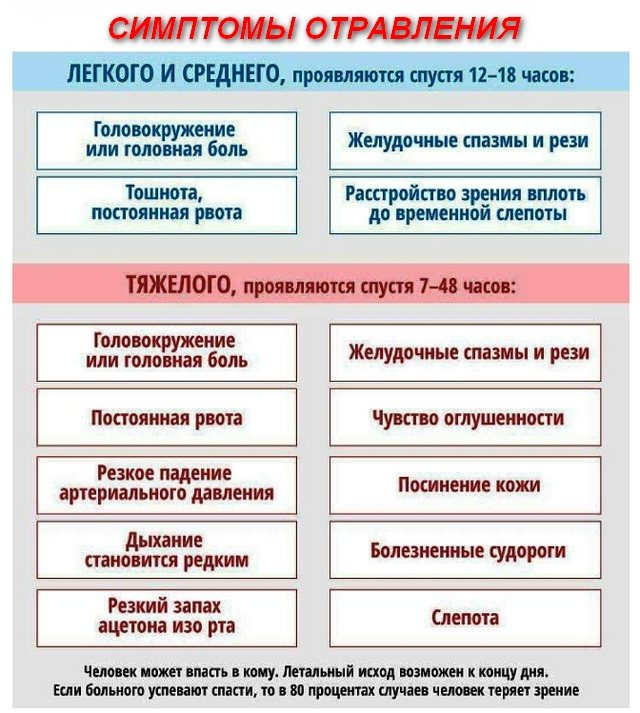 СИМПТОМЫ ОТРАВЛЕНИЯ
ЛЕГКОГО И СРЕДНЕГО, проявляются спустя 12–18 часов:
Головокружение
или головная боль
Желудочные спазмы и рези
Тошнота,
постоянная рвота
Расстройство зрения вплоть
до временной слепоты
ТЯЖЕЛОГО, проявляются спустя 7–48 часов:
Головокружение
или головная боль
Желудочные спазмы и рези
Постоянная рвота
Чувство оглушенности
Резкое падение
артериального давления
Посинение кожи
Дыхание
становится редким
Болезненные судороги
Резкий запах
ацетона изо рта
Слепота
Человек может впасть в кому. Летальный исход возможен к концу дня.
Если больного успевают спасти, то в 80 процентах случаев человек теряет зрение